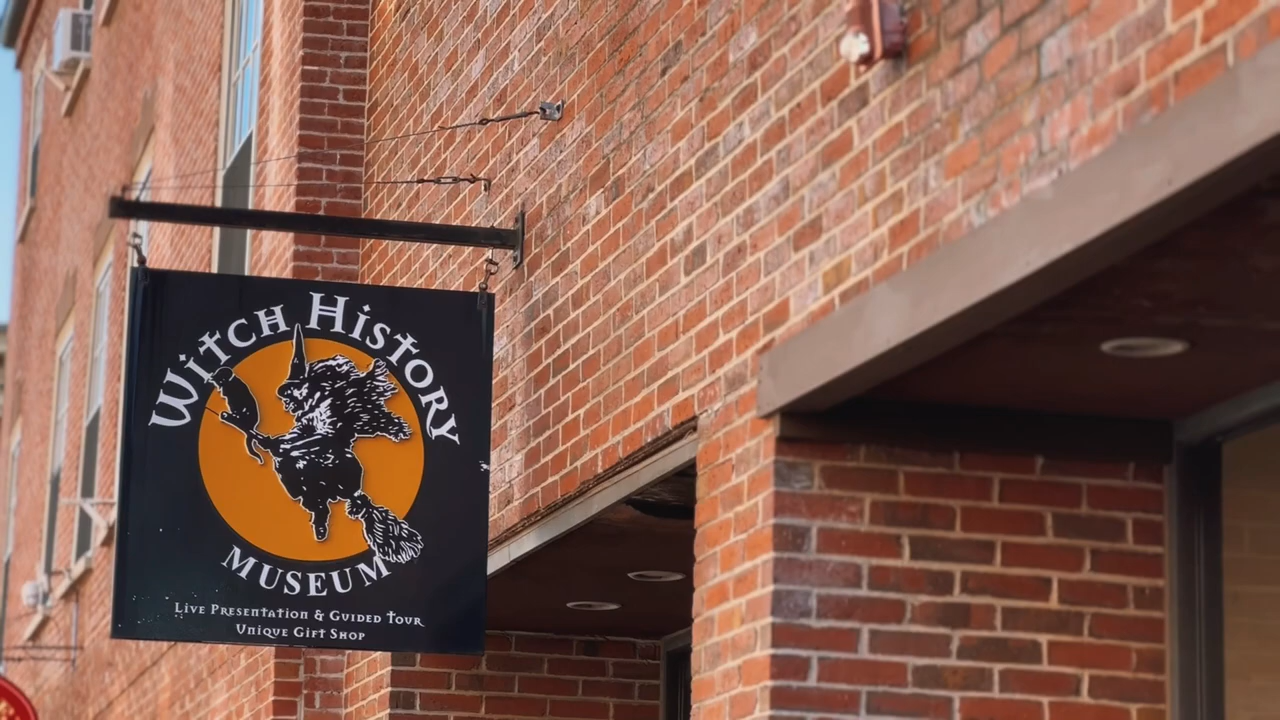 Witch History
Museum
Live Presentation & Guided Tour
Unique Gift Shop